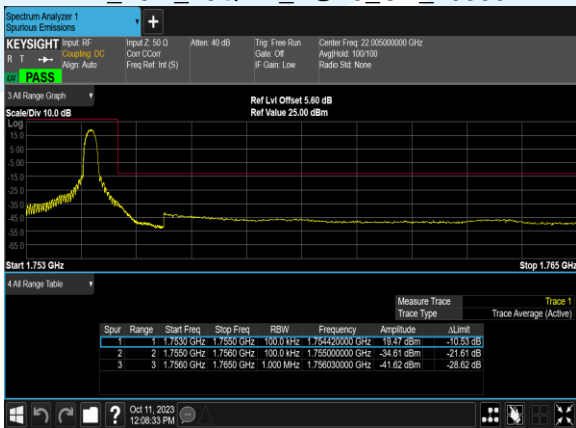 Spectrum Analyzer 1
Spurious Emissions
KEYSIGHT Input: RF Input Z: 50 Ω Atten: 40 dB Trig: Free Run Center Freq: 22.005000000 GHz
R T Coupling: DC Corr CCorr Gate: Off Avg|Hold: 100/100
Align: Auto Freq Ref: Int (S) IF Gain: Low Radio Std: None
PASS
3 All Range Graph
Ref Lvl Offset 5.60 dB
Scale/Div 10.0 dB Ref Value 25.00 dBm
Log
15.0
5.00
-5.00
-15.0
-25.0
-35.0
-45.0
-55.0
-65.0
Start 1.753 GHz Stop 1.765 GHz
4 All Range Table
Measure Trace Trace 1
Trace Type Trace Average (Active)
Spur Range Start Freq Stop Freq RBW Frequency Amplitude ΔLimit
1 1 1.7530 GHz 1.7550 GHz 100.0 kHz 1.754420000 GHz 19.47 dBm -10.53 dB
2 2 1.7550 GHz 1.7560 GHz 100.0 kHz 1.755000000 GHz -34.61 dBm -21.61 dB
3 3 1.7560 GHz 1.7650 GHz 1.000 MHz 1.756030000 GHz -41.62 dBm -28.62 dB
? Oct 11, 2023
12:08:33 PM